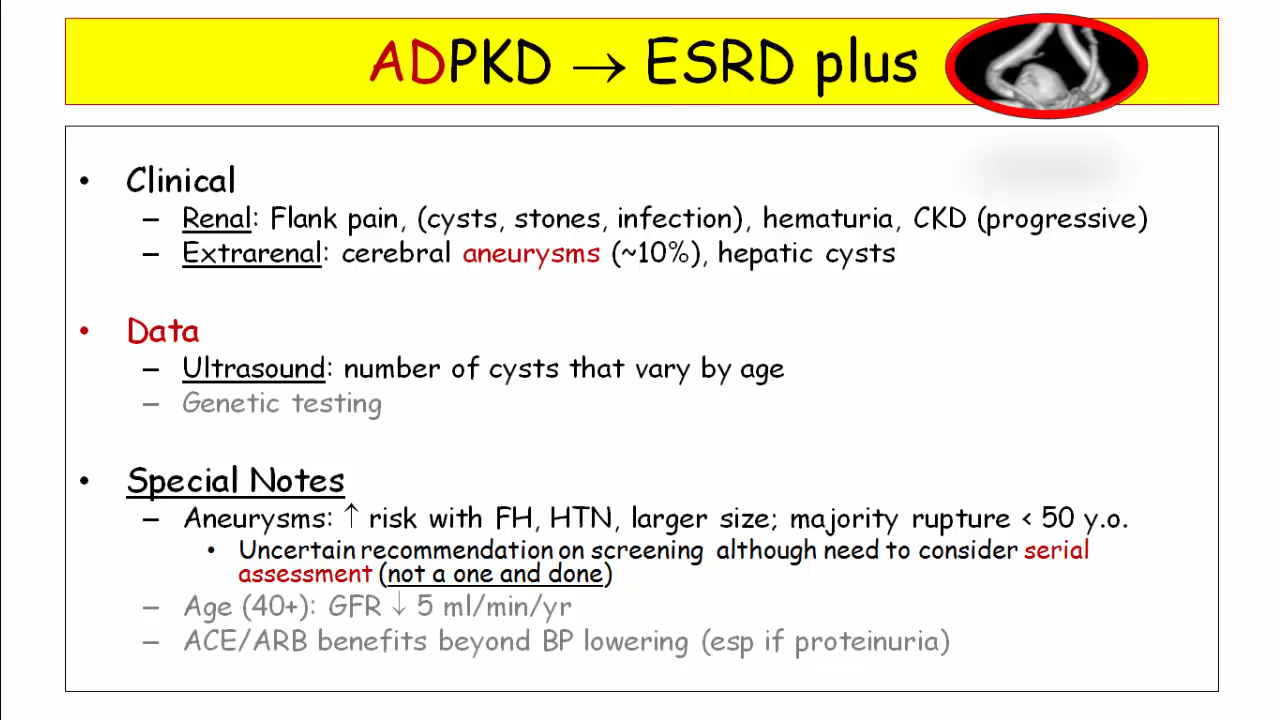 ADPKD → ESRD plus
• Clinical
– Renal: Flank pain, (cysts, stones, infection), hematuria, CKD (progressive)
– Extrarenal: cerebral aneurysms (~10%), hepatic cysts
• Data
– Ultrasound: number of cysts that vary by age
– Genetic testing
• Special Notes
– Aneurysms: ↑ risk with FH, HTN, larger size; majority rupture < 50 y.o.
• Uncertain recommendation on screening although need to consider serial
assessment (not a one and done)
– Age (40+): GFR ↓ 5 ml/min/yr
– ACE/ARB benefits beyond BP lowering (esp if proteinuria)